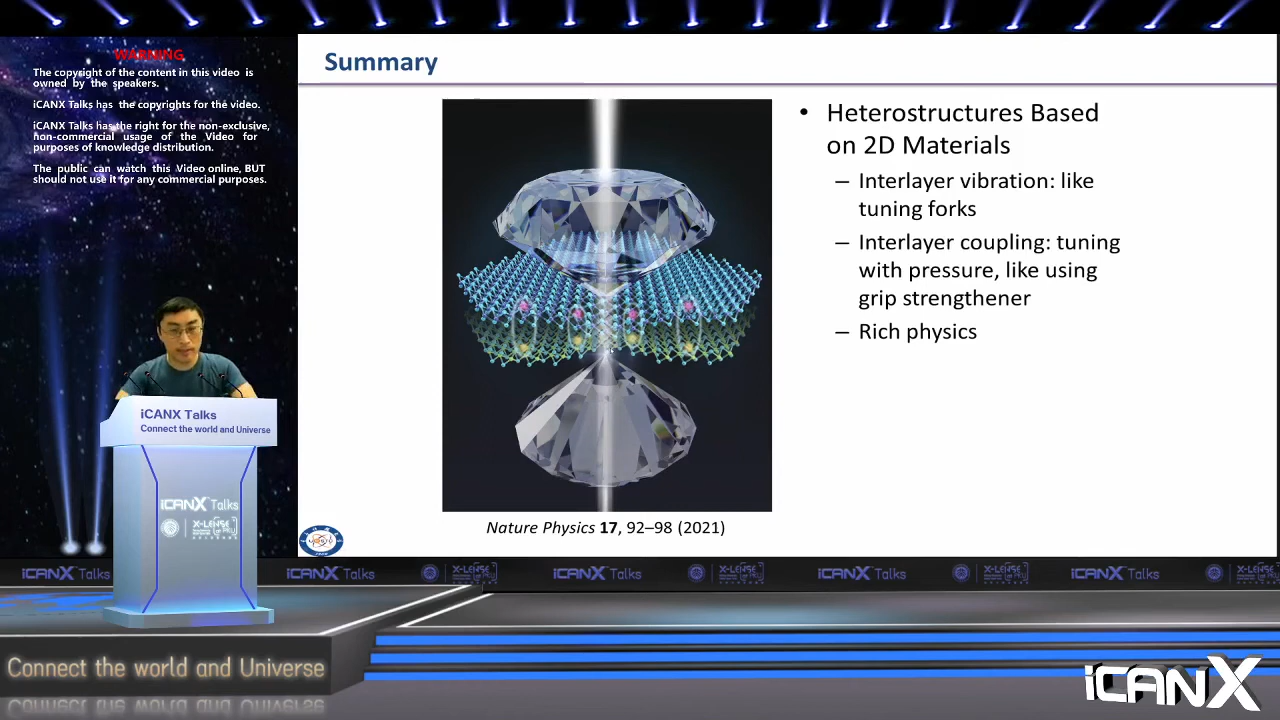 WARNING
The copyright of the content in this video is
owned by the speakers.
iCANX Talks has the copyrights for the video.
iCANX Talks has the right for the non-exclusive,
non-commercial usage of the Video for
purposes of knowledge distribution.
The public can watch this Video online, BUT
should not use it for any commercial purposes.
Summary
• Heterostructures Based
on 2D Materials
– Interlayer vibration: like
tuning forks
– Interlayer coupling: tuning
with pressure, like using
grip strengthener
– Rich physics
Nature Physics 17, 92–98 (2021)
iCANX Talks
Connect the world and Universe
iCANX Talks
X-LENSE
iCANX Talks
X-LENSE
iCANX Talks
X-LENSE
iCANX Talks
X-LENSE
iCANX Talks
X-LENSE
Connect the world and Universe
iCANX